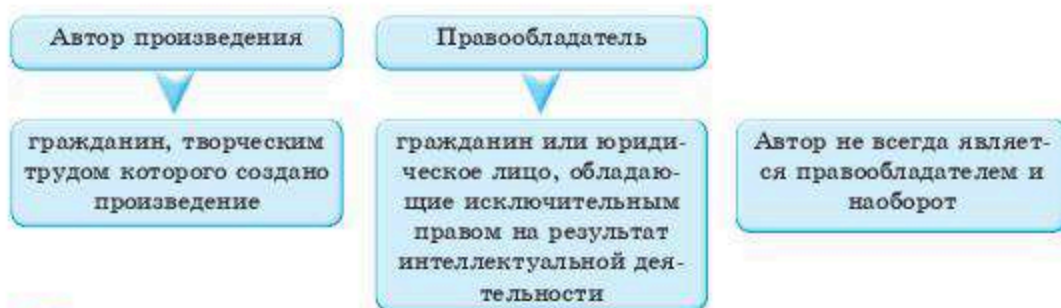 Автор произведения
гражданин, творческим
трудом которого создано
произведение
Правообладатель
гражданин или юриди-
ческое лицо, обладаю-
щие исключительным
правом на результат
интеллектуальной дея-
тельности
Автор не всегда являет-
ся правообладателем и
наоборот